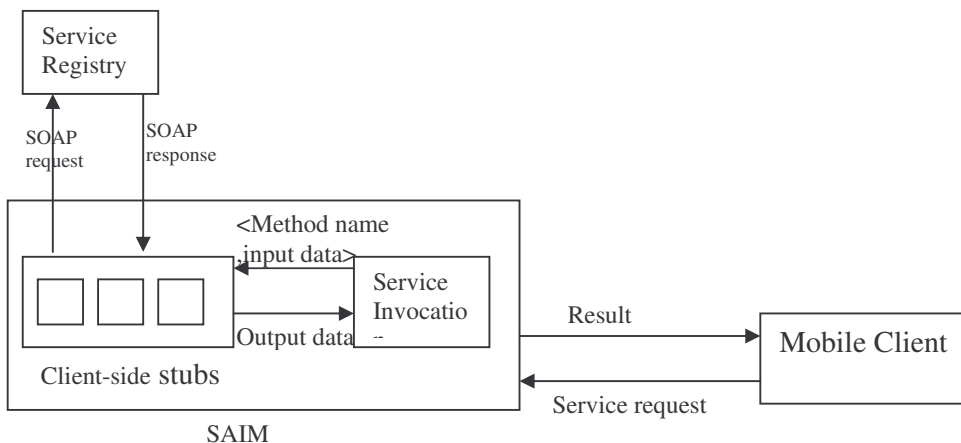 Service
Registry
SOAP
request
SOAP
response
<Method name
,input data>
Service
Invocatio
Output data
Client-side stubs
SAIM
Result
Mobile Client
Service request